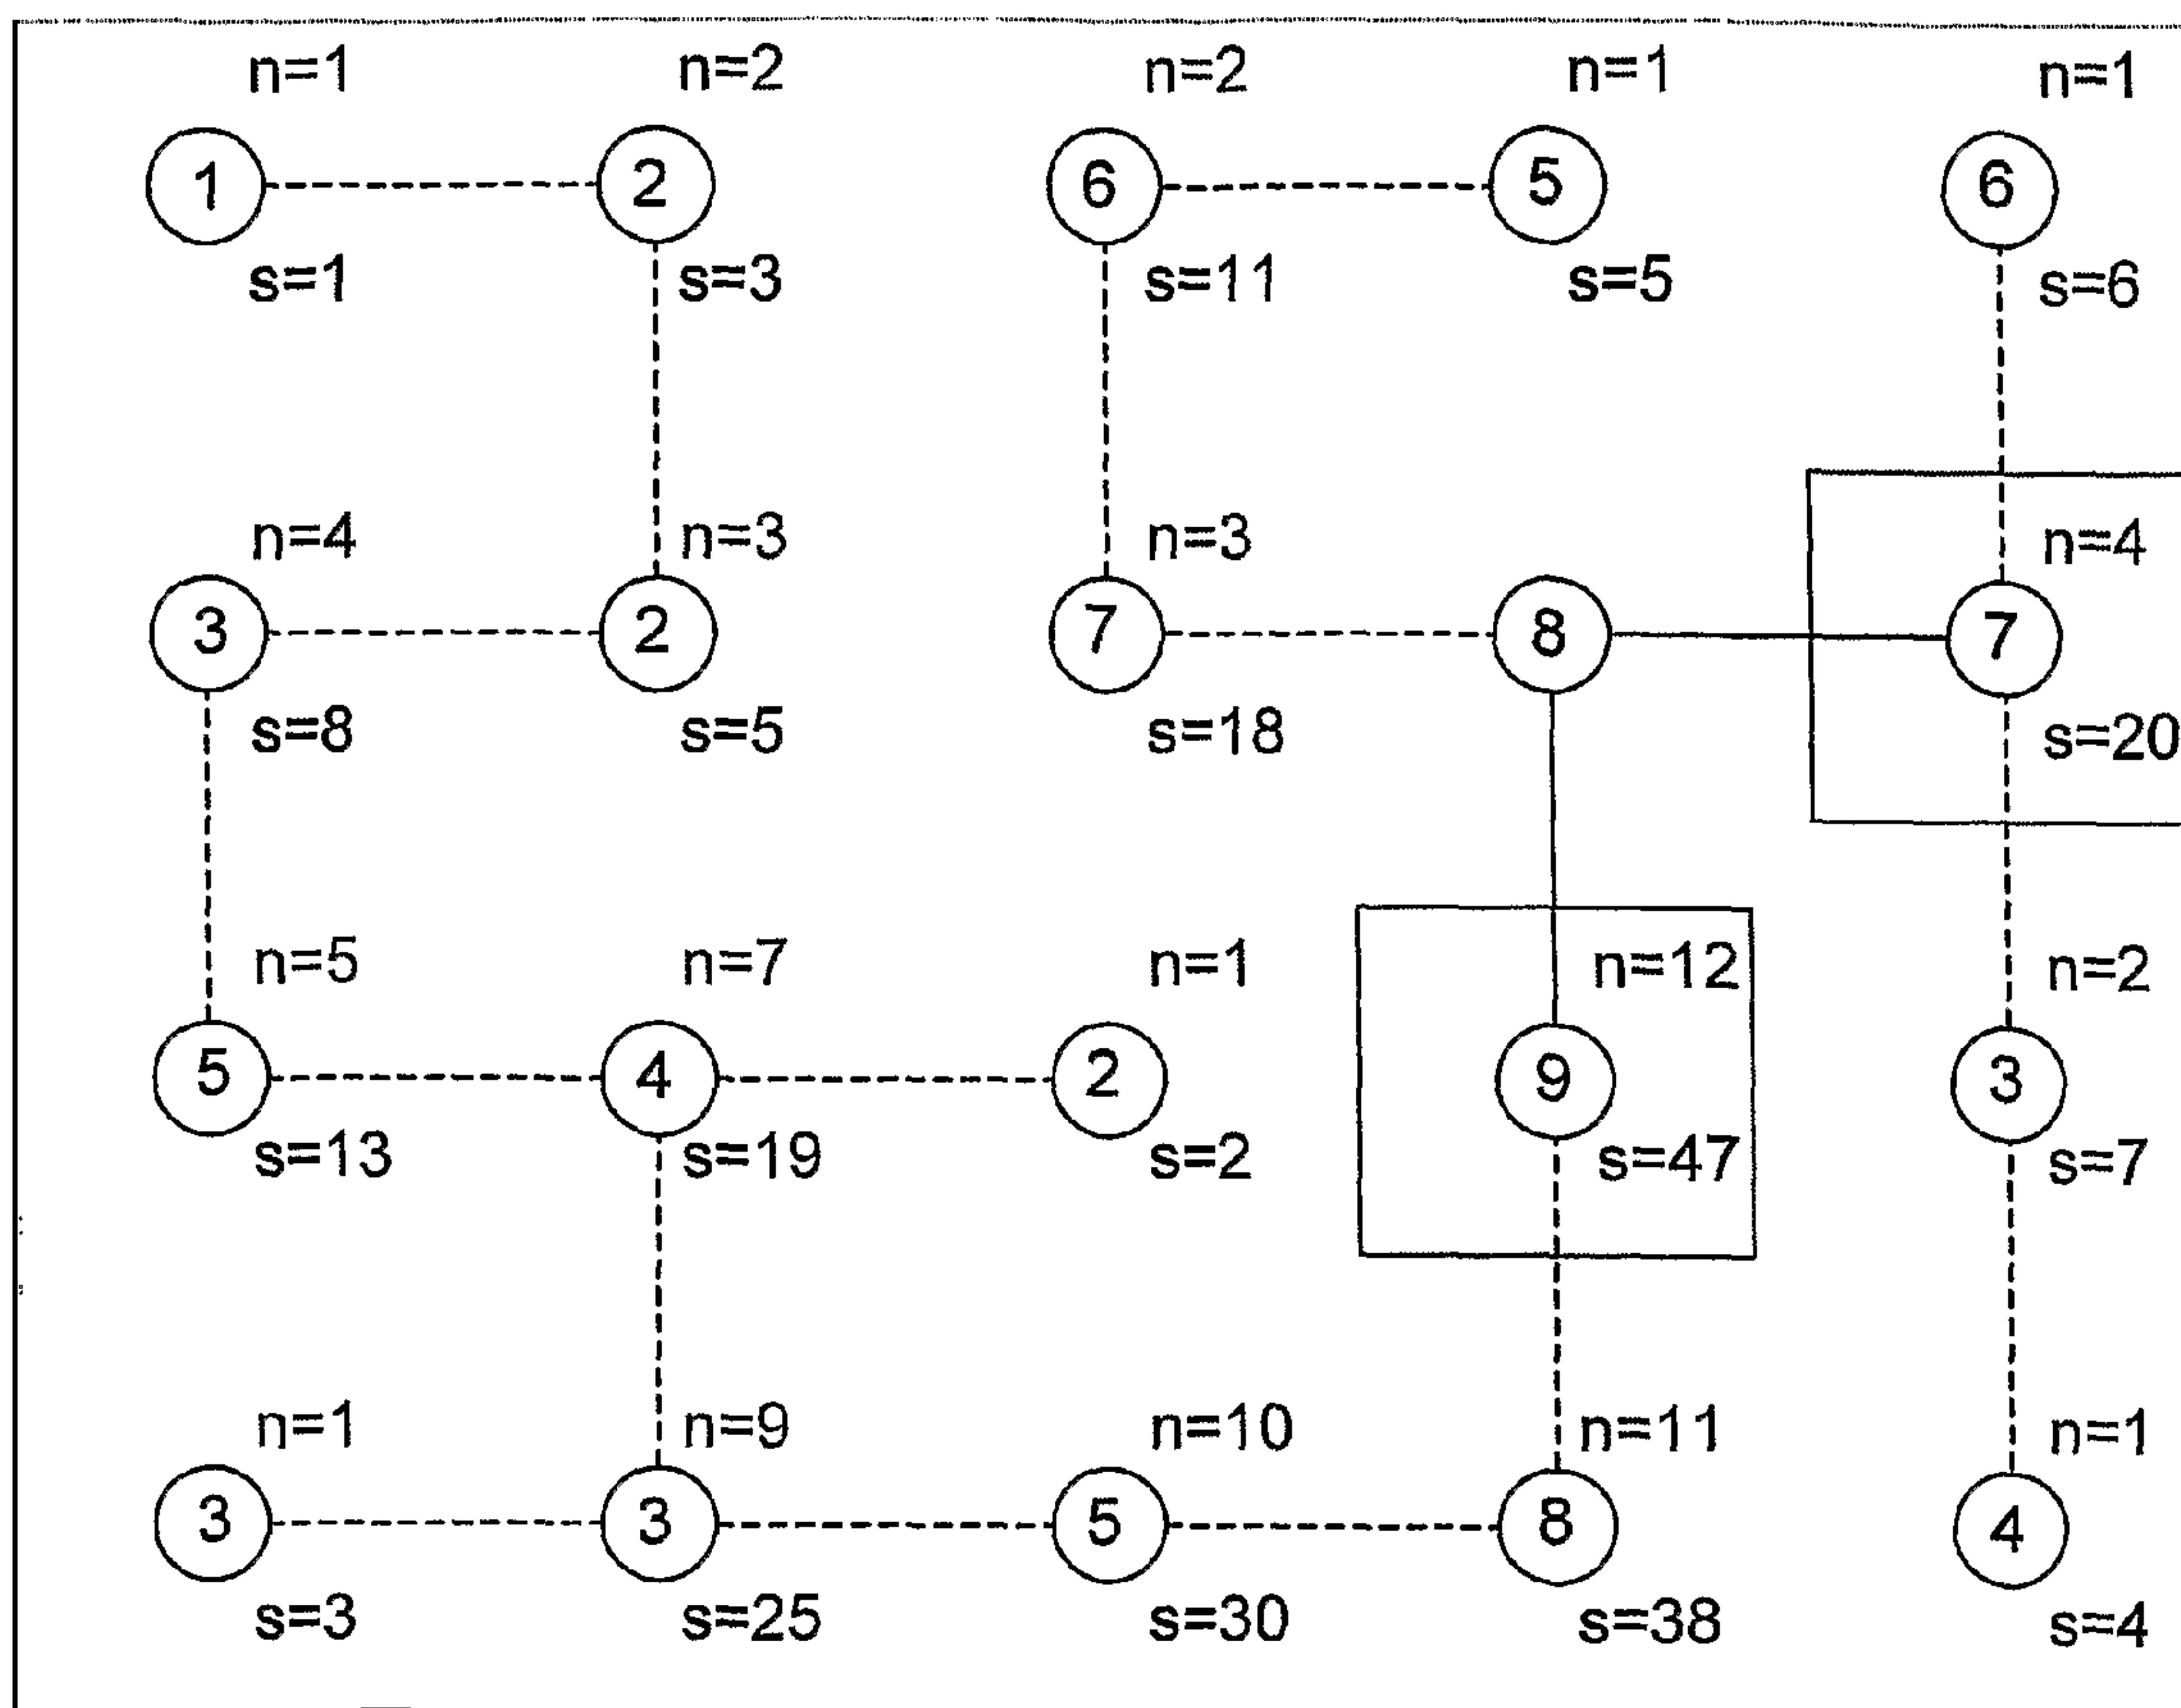 n=1 n=2 n=2 n=1 n=1
1 2 6 5 6
s=1 s=3 s=11 s=5 s=6
n=4 n=3 n=3 n=4
3 2 7 8 7
s=8 s=5 s=18 s=20
n=5 n=7 n=1 n=12 n=2
5 4 2 9 3
s=13 s=19 s=2 s=47 s=7
n=1 n=9 n=10 n=11 n=1
3 3 5 8 4
s=3 s=25 s=30 s=38 s=4